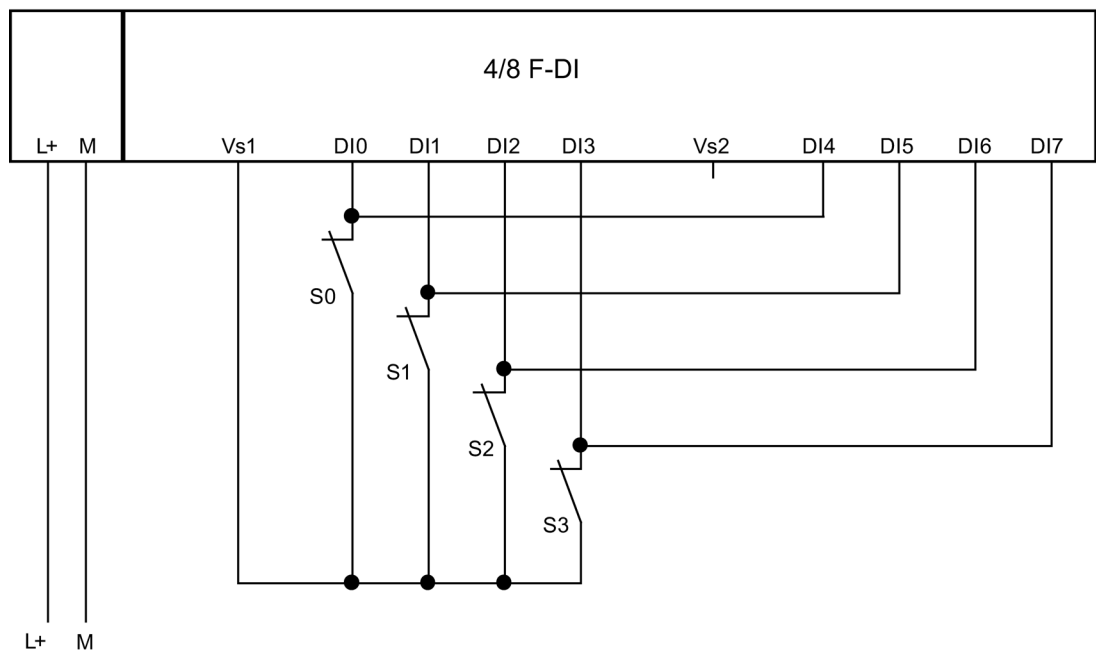 4/8 F-DI
L+ M Vs1 DI0 DI1 DI2 DI3 Vs2 DI4 DI5 DI6 DI7
S0
S1
S2
S3
L+ M